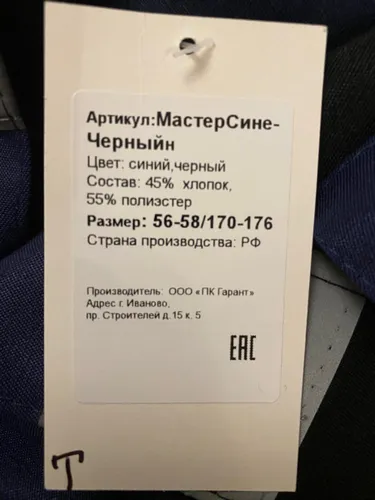 Артикул:МастерСине-
Черныйн
Цвет: синий,черный
Состав: 45% хлопок,
55% полиэстер
Размер: 56-58/170-176
Страна производства: РФ
Производитель: ООО «ПК Гарант»
Адрес г. Иваново,
пр. Строителей д.15 к. 5
ЕАС
Т